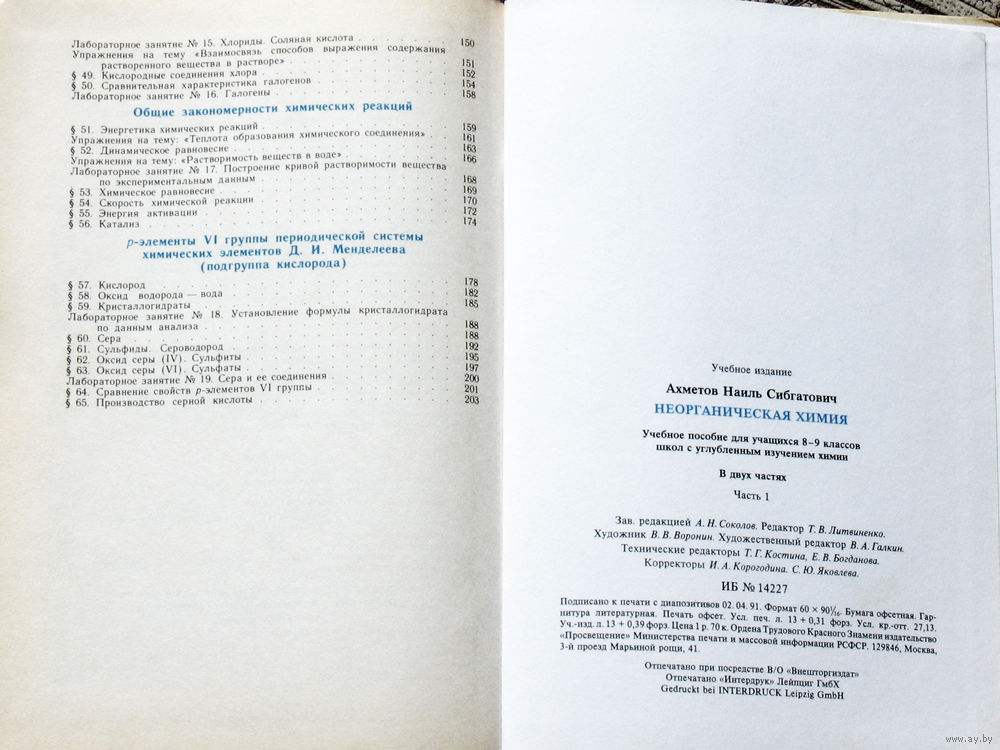 Лабораторное занятие № 15. Хлориды. Соляная кислота . . . . . . . 150
Упражнения на тему «Взаимосвязь способов выражения содержания
растворенного вещества в растворе» . . . . . . . . . . . 151
§ 49. Кислородные соединения хлора . . . . . . . . . . . 152
§ 50. Сравнительная характеристика галогенов . . . . . . . . . 154
Лабораторное занятие № 16. Галогены . . . . . . . . . . . 158
Общие закономерности химических реакций
§ 51. Энергетика химических реакций . . . . . . . . . . . 159
Упражнения на тему: «Теплота образования химического соединения» . . 161
§ 52. Динамическое равновесие . . . . . . . . . . . . . 163
Упражнения на тему: «Растворимость веществ в воде» . . . . . . . 166
Лабораторное занятие № 17. Построение кривой растворимости вещества
по экспериментальным данным . . . . . . . . . . . . 168
§ 53. Химическое равновесие . . . . . . . . . . . . . . 169
§ 54. Скорость химической реакции . . . . . . . . . . . . 170
§ 55. Энергия активации . . . . . . . . . . . . . . . 172
§ 56. Катализ . . . . . . . . . . . . . . . . . . 174
p-элементы VI группы периодической системы
химических элементов Д. И. Менделеева
(подгруппа кислорода)
§ 57. Кислород . . . . . . . . . . . . . . . . . . 178
§ 58. Оксид водорода — вода . . . . . . . . . . . . . . 182
§ 59. Кристаллогидраты . . . . . . . . . . . . . . . 185
Лабораторное занятие № 18. Установление формулы кристаллогидрата
по данным анализа . . . . . . . . . . . . . . . 188
§ 60. Сера . . . . . . . . . . . . . . . . . . . 188
§ 61. Сульфиды. Сероводород . . . . . . . . . . . . . . 192
§ 62. Оксид серы (IV). Сульфиты . . . . . . . . . . . . . 195
§ 63. Оксид серы (VI). Сульфаты . . . . . . . . . . . . . 197
Лабораторное занятие № 19. Сера и ее соединения . . . . . . . . 200
§ 64. Сравнение свойств p-элементов VI группы . . . . . . . . . 201
§ 65. Производство серной кислоты . . . . . . . . . . . . 203
Учебное издание
Ахметов Наиль Сибгатович
НЕОРГАНИЧЕСКАЯ ХИМИЯ
Учебное пособие для учащихся 8–9 классов
школ с углубленным изучением химии
В двух частях
Часть 1
Зав. редакцией А. Н. Соколов. Редактор Т. В. Литвиненко.
Художник В. В. Воронин. Художественный редактор В. А. Галкин.
Технические редакторы Т. Г. Костина, Е. В. Богданова.
Корректоры И. А. Корогодина. С. Ю. Яковлева.
ИБ № 14227
Подписано к печати с диапозитивов 02. 04. 91. Формат 60 × 90 1/16. Бумага офсетная. Гар-
нитура литературная. Печать офсет. Усл. печ. л. 13 + 0,31 форз. Усл. кр.-отт. 27,13.
Уч.-изд. л. 13 + 0,39 форз. Цена 1 р. 70 к. Ордена Трудового Красного Знамени издательство
«Просвещение» Министерства печати и массовой информации РСФСР. 129846, Москва,
3-й проезд Марьиной рощи, 41.
Отпечатано при посредстве В/О «Внешторгиздат»
Отпечатано «Интердрук» Лейпциг ГмбХ
Gedruckt bei INTERDRUCK Leipzig GmbH
www.ay.by